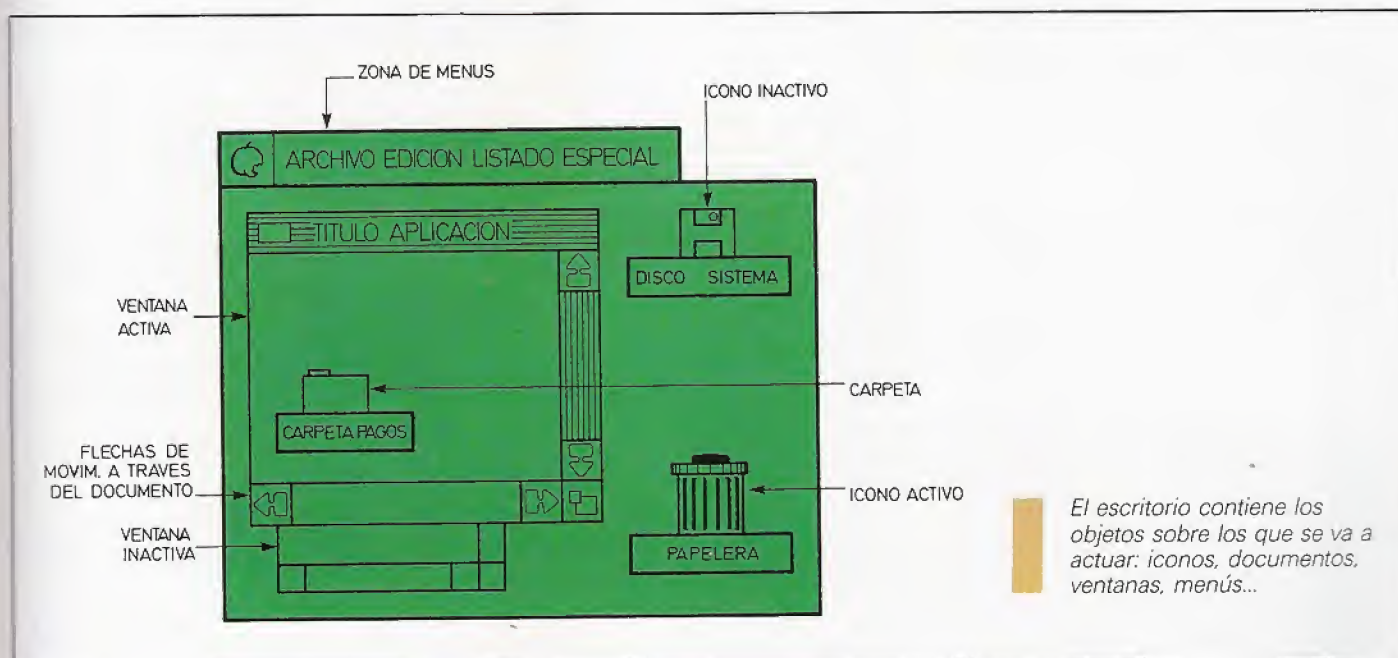 ZONA DE MENUS
ICONO INACTIVO
ARCHIVO EDICION LISTADO ESPECIAL
TITULO APLICACION
DISCO SISTEMA
VENTANA
ACTIVA
CARPETA
CARPETA PAGOS
FLECHAS DE
MOVIM. A TRAVES
DEL DOCUMENTO
ICONO ACTIVO
VENTANA
INACTIVA
PAPELERA
El escritorio contiene los
objetos sobre los que se va a
actuar: iconos, documentos,
ventanas, menús...